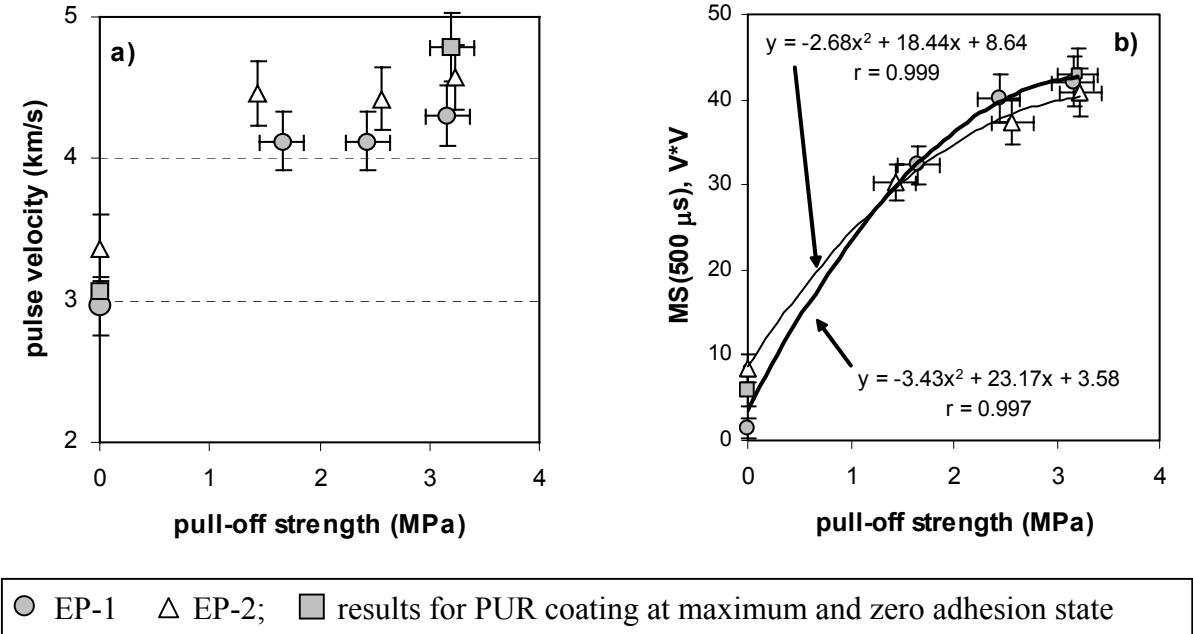 a)
5
4
3
2
pulse velocity (km/s)
0 1 2 3 4
pull-off strength (MPa)
b)
y = -2.68x² + 18.44x + 8.64
r = 0.999
50
40
30
20
10
0
MS(500 μs), V*V
y = -3.43x² + 23.17x + 3.58
r = 0.997
0 1 2 3 4
pull-off strength (MPa)
EP-1 EP-2; results for PUR coating at maximum and zero adhesion state